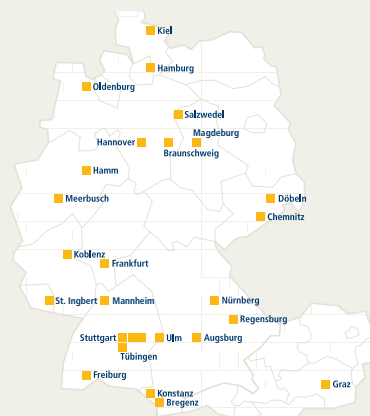 Kiel
Hamburg
Oldenburg
Salzwedel
Magdeburg
Hannover
Braunschweig
Hamm
Meerbusch
Döbeln
Chemnitz
Koblenz
Frankfurt
St. Ingbert
Mannheim
Nürnberg
Regensburg
Stuttgart
Ulm
Augsburg
Tübingen
Freiburg
Graz
Konstanz
Bregenz